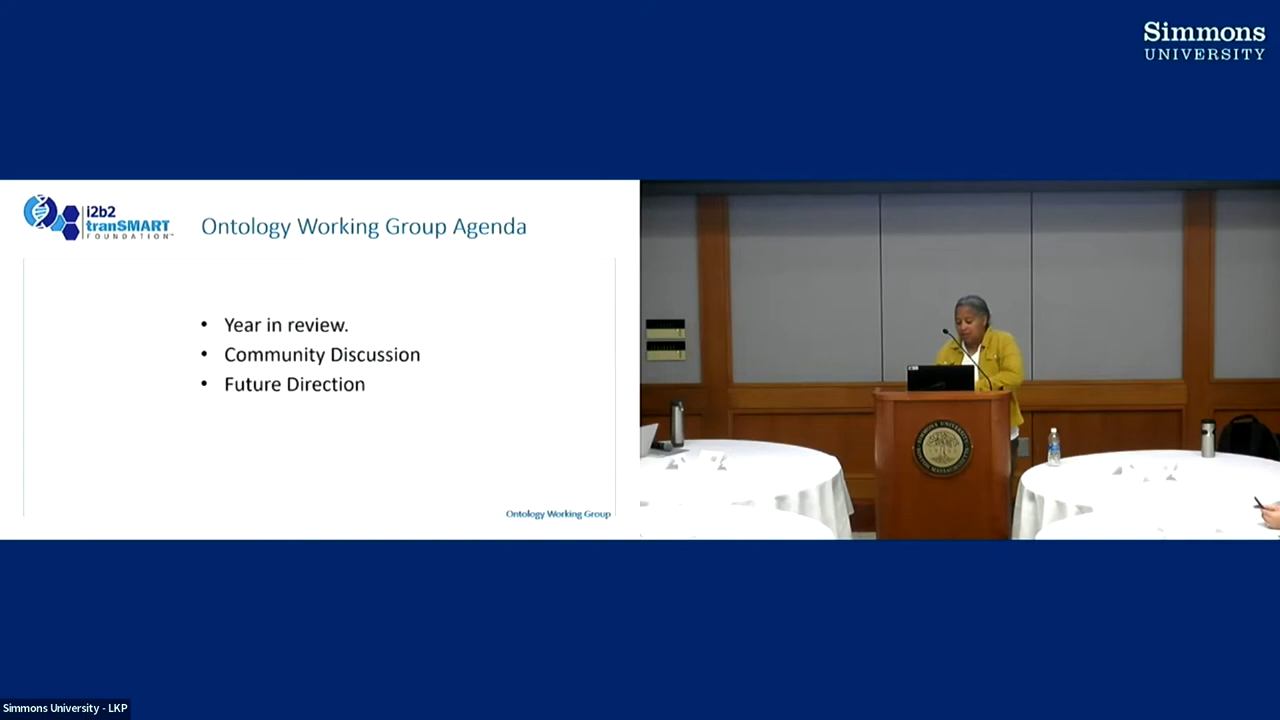 Simmons
UNIVERSITY
i2b2
tranSMART
FOUNDATION™
Ontology Working Group Agenda
• Year in review.
• Community Discussion
• Future Direction
Ontology Working Group
Simmons University - LKP